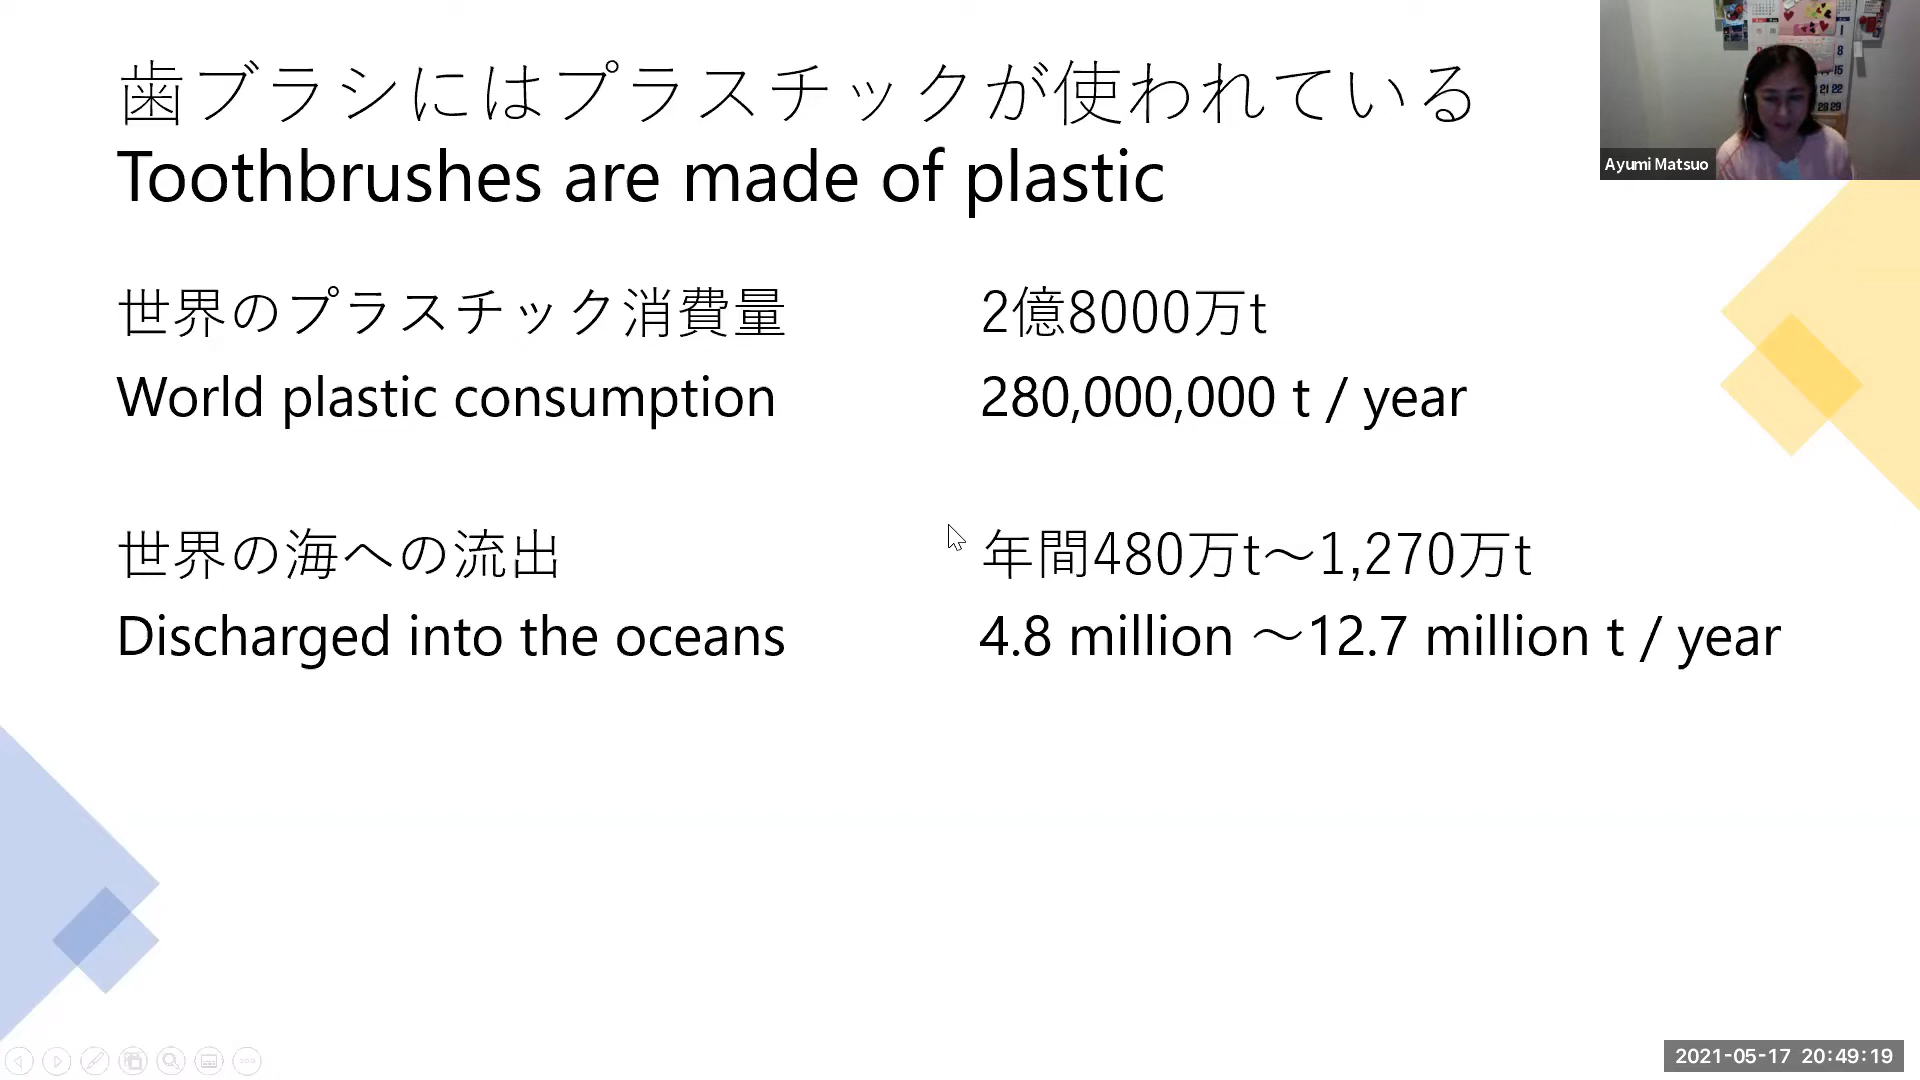 歯ブラシにはプラスチックが使われている
Toothbrushes are made of plastic
世界のプラスチック消費量 2億8000万t
World plastic consumption 280,000,000 t / year
世界の海への流出 年間480万t～1,270万t
Discharged into the oceans 4.8 million ～12.7 million t / year
Ayumi Matsuo
2021-05-17 20:49:19